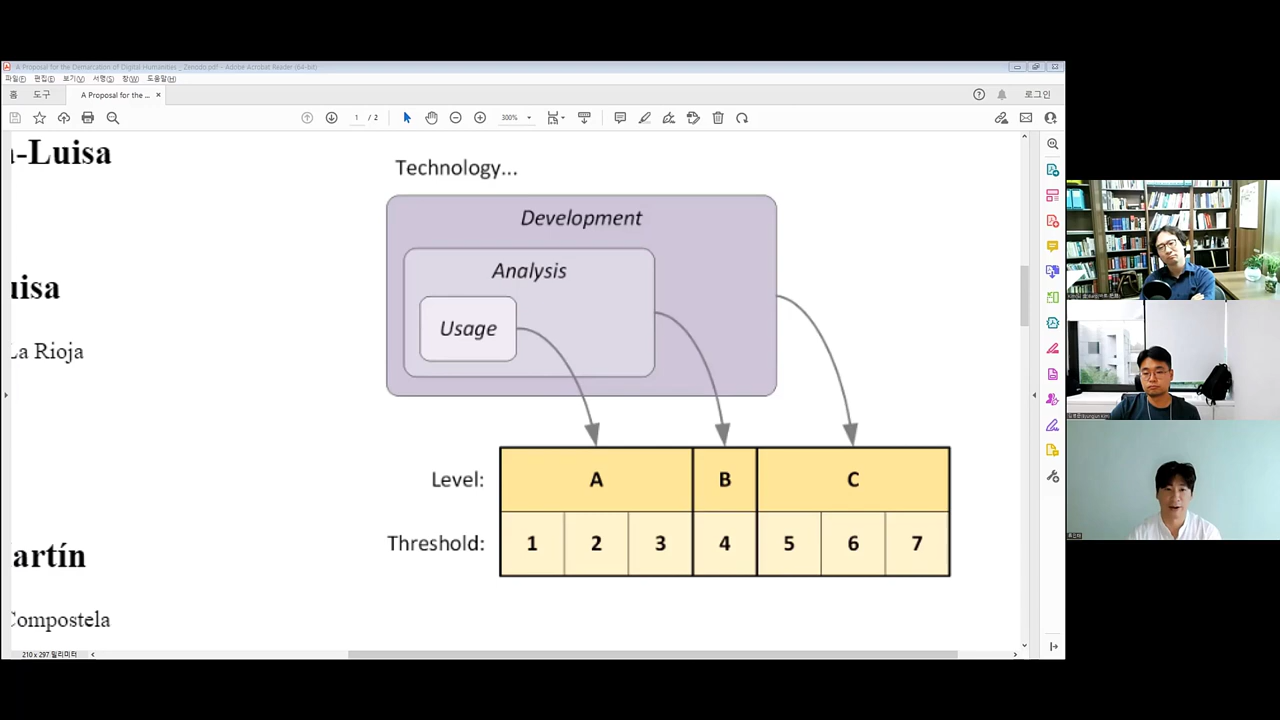 A Proposal for the Demarcation of Digital Humanities _ Zenodo.pdf - Adobe Acrobat Reader (64-bit)
파일(F) 편집(E) 보기(V) 서명(S) 창(W) 도움말(H)
홈 도구 A Proposal for the ... × 로그인
1 / 2 300%
a-Luisa
uisa
La Rioja
artín
Compostela
Technology...
Development
Analysis
Usage
Level: A B C
Threshold: 1 2 3 4 5 6 7
210 x 297 밀리미터